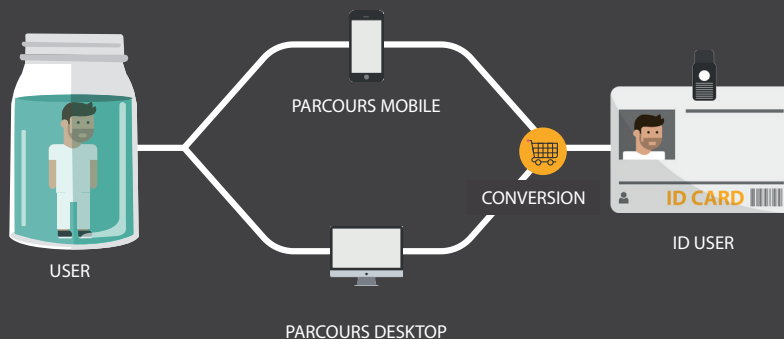 PARCOURS MOBILE
CONVERSION
ID CARD
USER
ID USER
PARCOURS DESKTOP